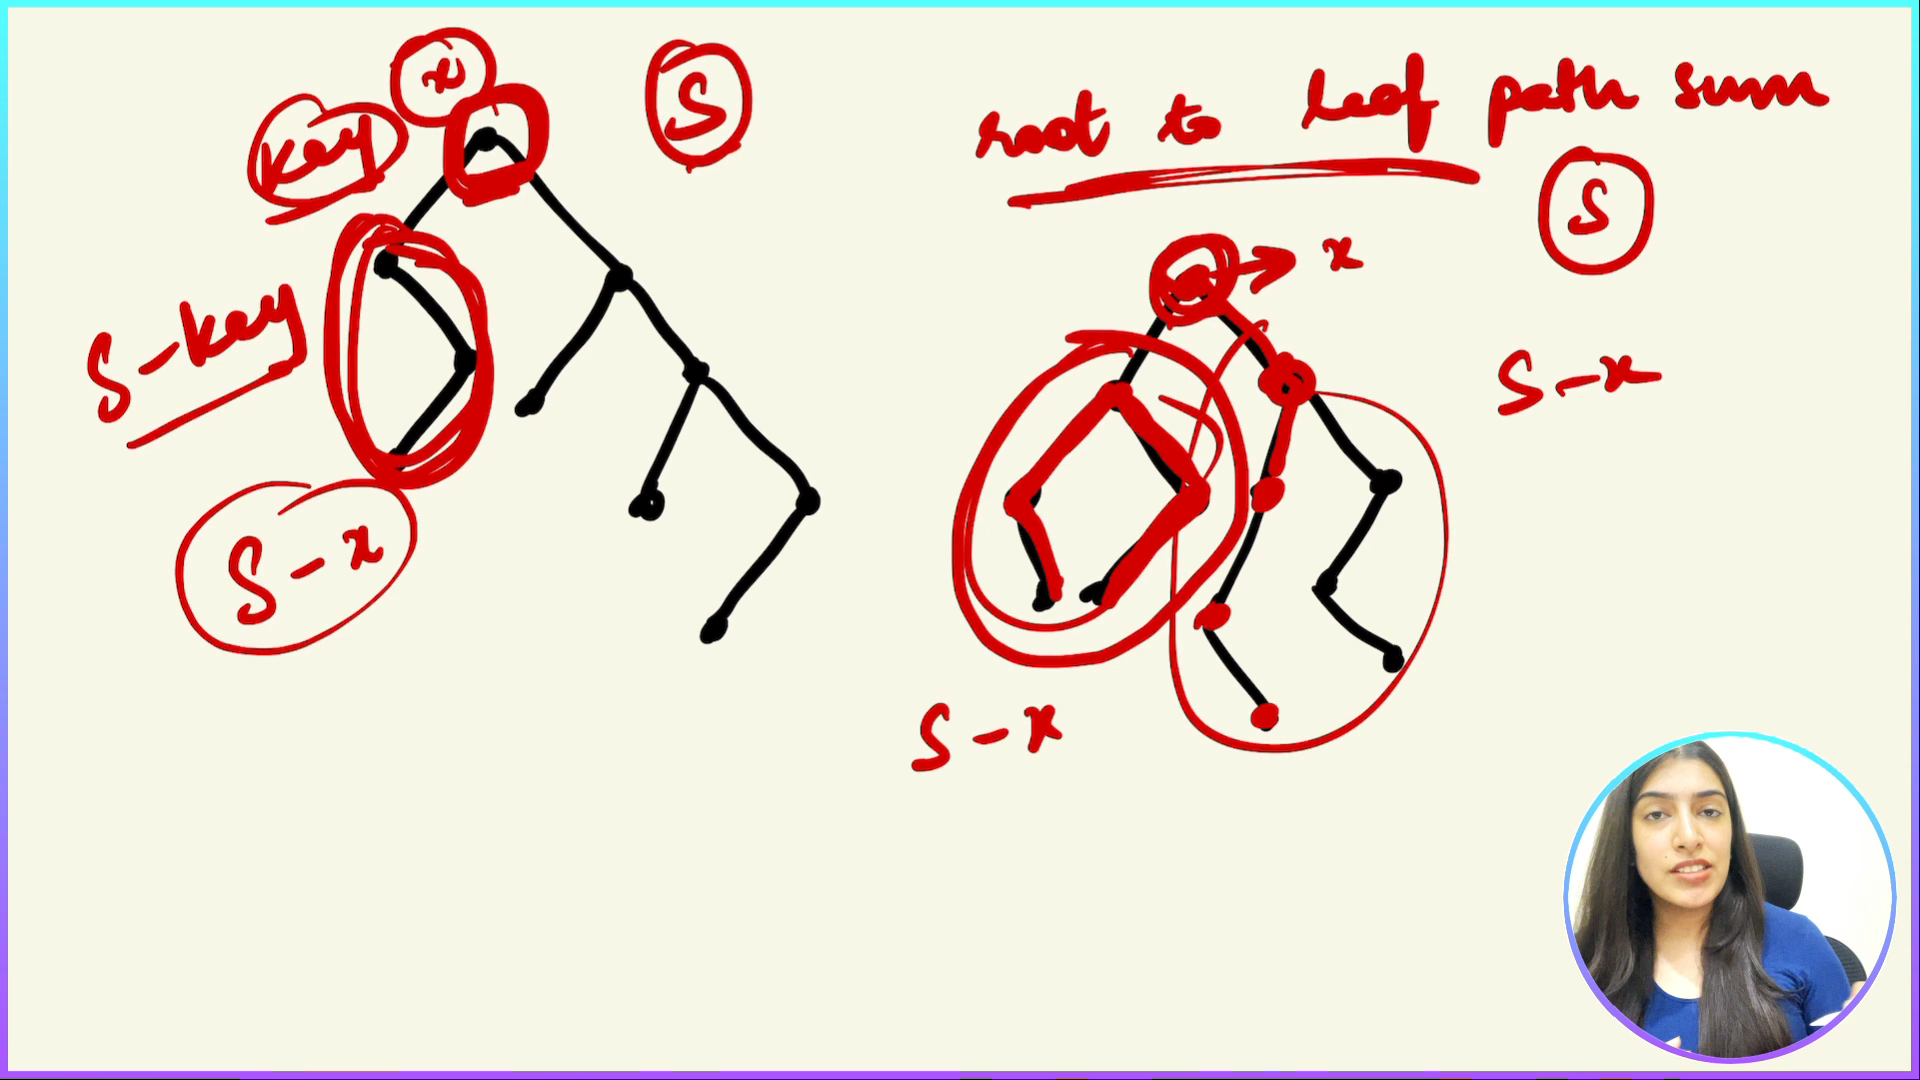 x
key
S
S-key
S-x
root to leaf path sum
S
x
S-x
S-x